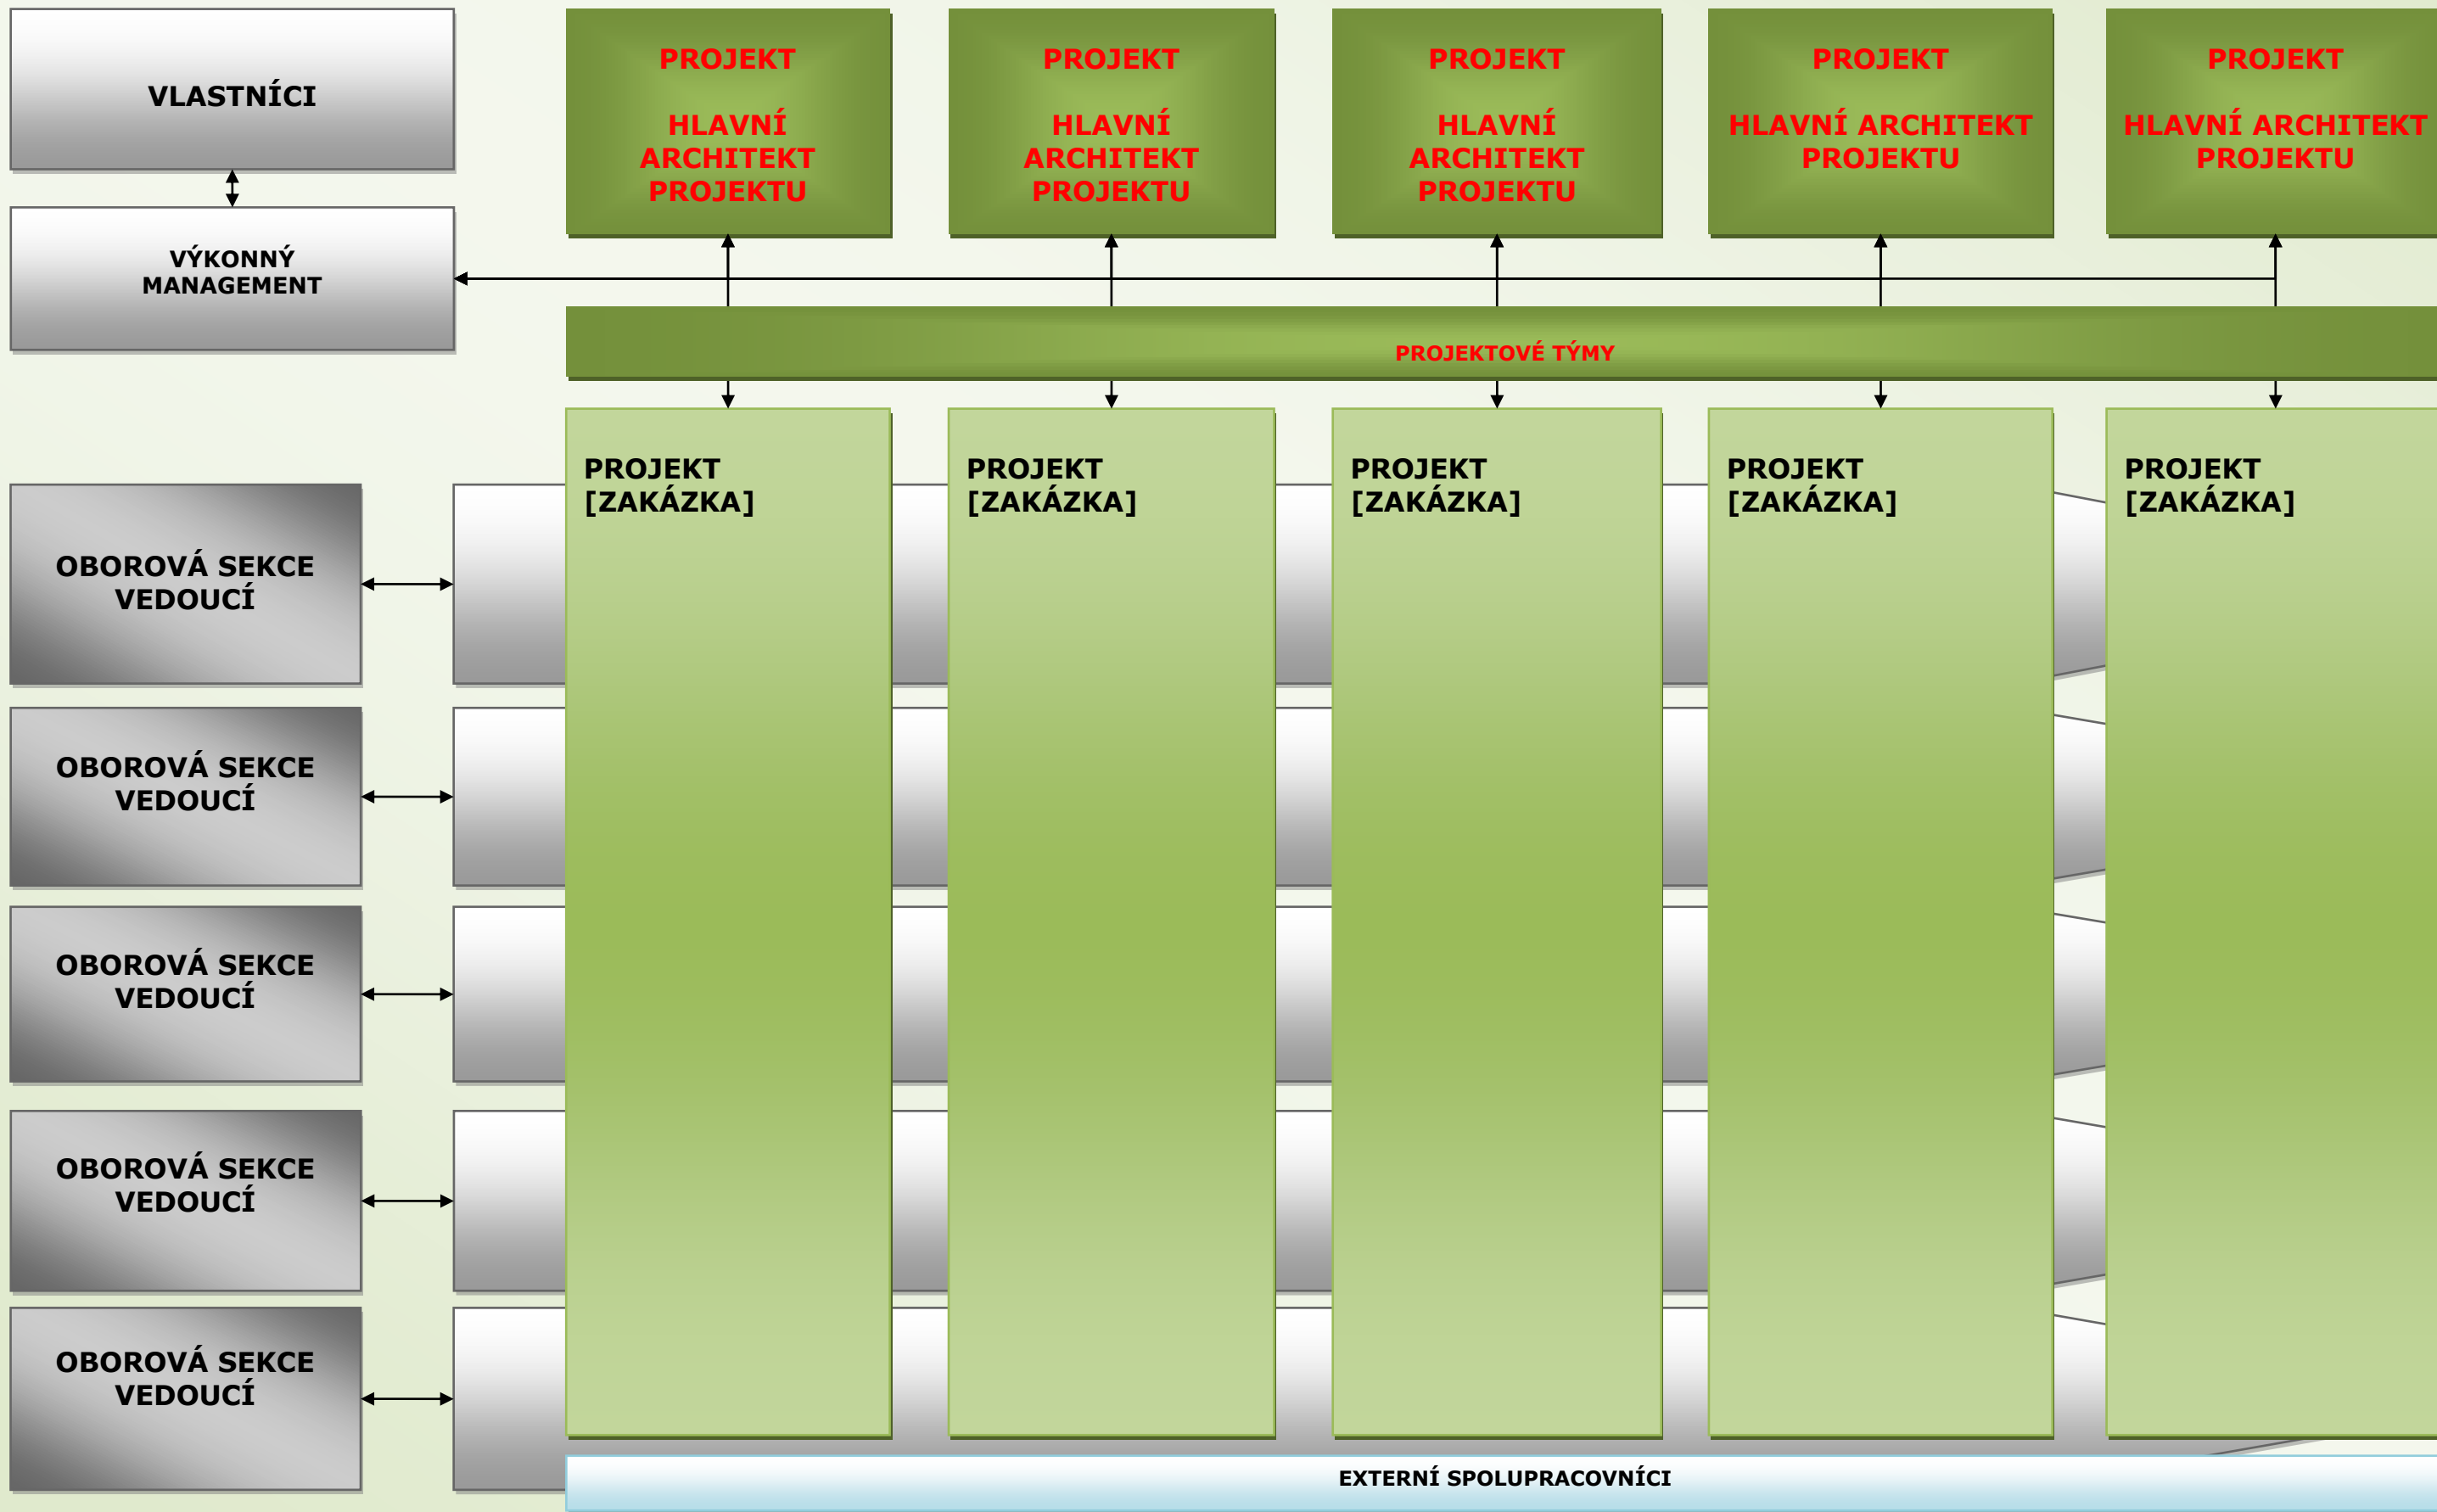 VLASTNÍCI
VÝKONNÝ
MANAGEMENT
PROJEKT
HLAVNÍ
ARCHITEKT
PROJEKTU
PROJEKT
HLAVNÍ
ARCHITEKT
PROJEKTU
PROJEKT
HLAVNÍ
ARCHITEKT
PROJEKTU
PROJEKT
HLAVNÍ ARCHITEKT
PROJEKTU
PROJEKT
HLAVNÍ ARCHITEKT
PROJEKTU
PROJEKTOVÉ TÝMY
PROJEKT
[ZAKÁZKA]
PROJEKT
[ZAKÁZKA]
PROJEKT
[ZAKÁZKA]
PROJEKT
[ZAKÁZKA]
PROJEKT
[ZAKÁZKA]
OBOROVÁ SEKCE
VEDOUCÍ
OBOROVÁ SEKCE
VEDOUCÍ
OBOROVÁ SEKCE
VEDOUCÍ
OBOROVÁ SEKCE
VEDOUCÍ
OBOROVÁ SEKCE
VEDOUCÍ
EXTERNÍ SPOLUPRACOVNÍCI